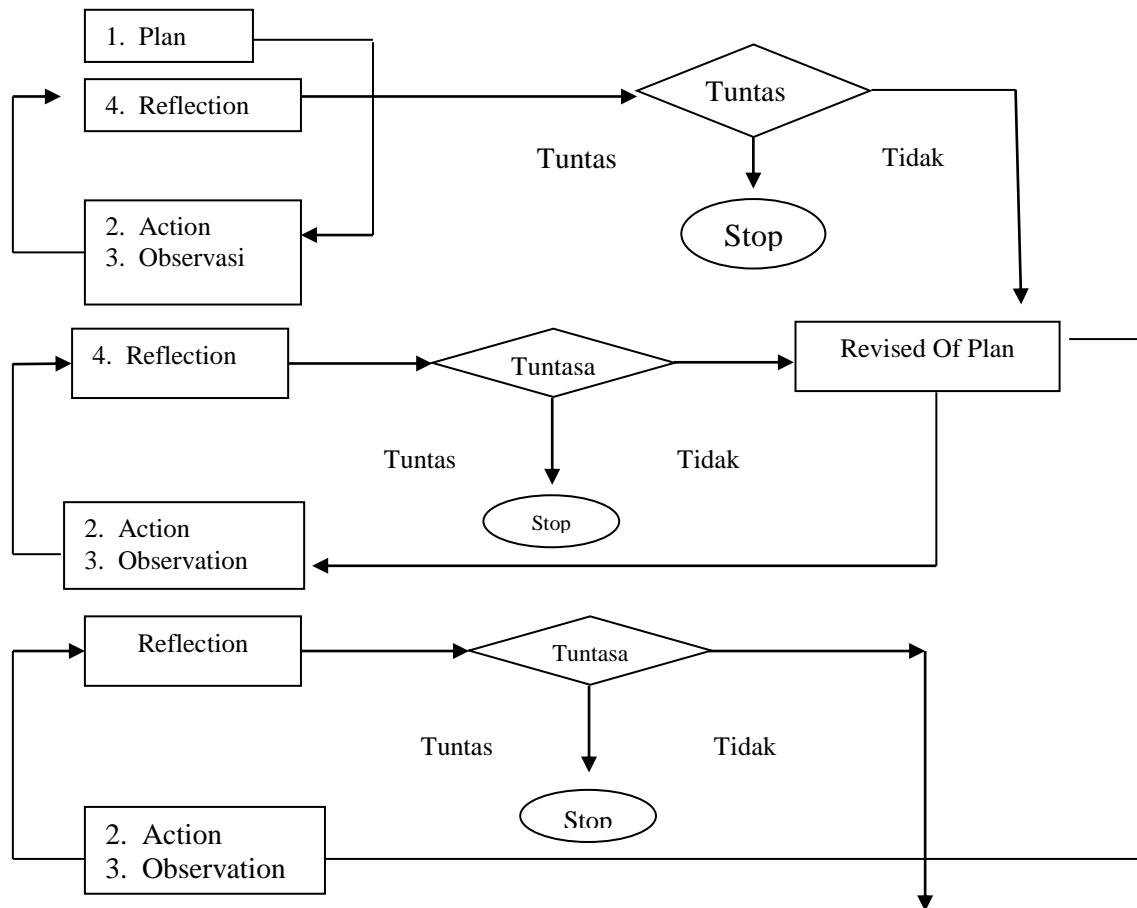 1. Plan
4. Reflection
Tuntas
Tuntas
Tidak
Stop
2. Action
3. Observasi
4. Reflection
Tuntasa
Revised Of Plan
Tuntas
Tidak
Stop
2. Action
3. Observation
Reflection
Tuntasa
Tuntas
Tidak
Stop
2. Action
3. Observation